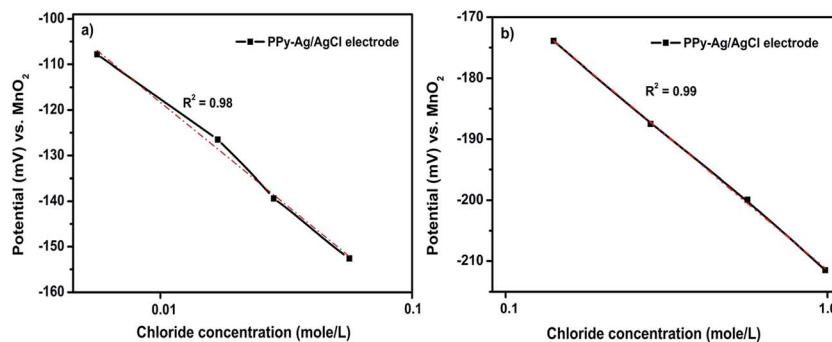 a)
PPy-Ag/AgCl electrode
R² = 0.98
-100
-110
-120
-130
-140
-150
-160
0.01
0.1
Potential (mV) vs. MnO₂
Chloride concentration (mole/L)
b)
PPy-Ag/AgCl electrode
R² = 0.99
-170
-180
-190
-200
-210
0.1
1.0
Potential (mV) vs. MnO₂
Chloride concentration (mole/L)